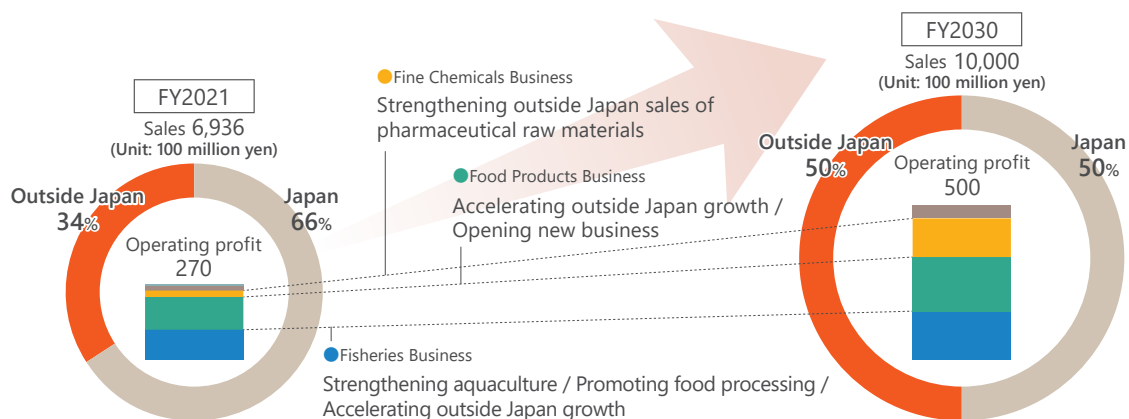 FY2021
Sales 6,936
(Unit: 100 million yen)
Outside Japan
34%
Japan
66%
Operating profit
270
Fine Chemicals Business
Strengthening outside Japan sales of
pharmaceutical raw materials
Food Products Business
Accelerating outside Japan growth /
Opening new business
Fisheries Business
Strengthening aquaculture / Promoting food processing /
Accelerating outside Japan growth
FY2030
Sales 10,000
(Unit: 100 million yen)
Outside Japan
50%
Japan
50%
Operating profit
500